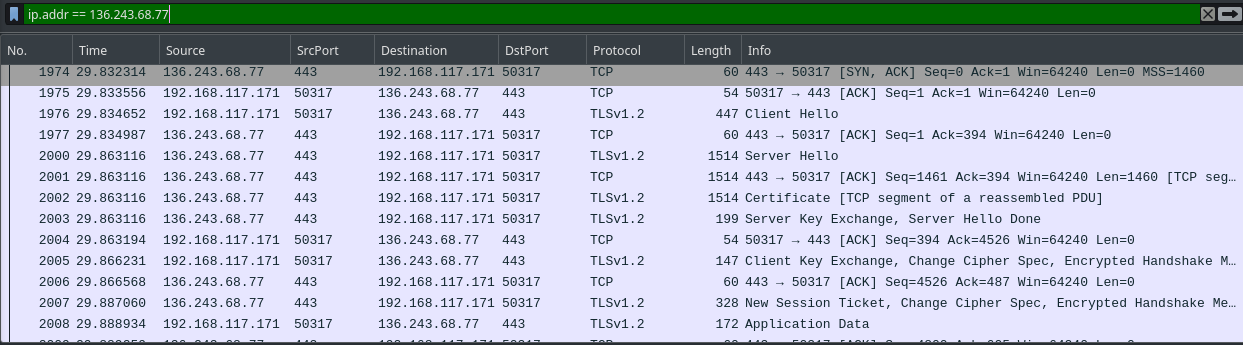 ip.addr == 136.243.68.77
No. Time Source SrcPort Destination DstPort Protocol Length Info
1974 29.832314 136.243.68.77 443 192.168.117.171 50317 TCP 60 443 → 50317 [SYN, ACK] Seq=0 Ack=1 Win=64240 Len=0 MSS=1460
1975 29.833556 192.168.117.171 50317 136.243.68.77 443 TCP 54 50317 → 443 [ACK] Seq=1 Ack=1 Win=64240 Len=0
1976 29.834652 192.168.117.171 50317 136.243.68.77 443 TLSv1.2 447 Client Hello
1977 29.834987 136.243.68.77 443 192.168.117.171 50317 TCP 60 443 → 50317 [ACK] Seq=1 Ack=394 Win=64240 Len=0
2000 29.863116 136.243.68.77 443 192.168.117.171 50317 TLSv1.2 1514 Server Hello
2001 29.863116 136.243.68.77 443 192.168.117.171 50317 TCP 1514 443 → 50317 [ACK] Seq=1461 Ack=394 Win=64240 Len=1460 [TCP seg…
2002 29.863116 136.243.68.77 443 192.168.117.171 50317 TLSv1.2 1514 Certificate [TCP segment of a reassembled PDU]
2003 29.863116 136.243.68.77 443 192.168.117.171 50317 TLSv1.2 199 Server Key Exchange, Server Hello Done
2004 29.863194 192.168.117.171 50317 136.243.68.77 443 TCP 54 50317 → 443 [ACK] Seq=394 Ack=4526 Win=64240 Len=0
2005 29.866231 192.168.117.171 50317 136.243.68.77 443 TLSv1.2 147 Client Key Exchange, Change Cipher Spec, Encrypted Handshake M…
2006 29.866568 136.243.68.77 443 192.168.117.171 50317 TCP 60 443 → 50317 [ACK] Seq=4526 Ack=487 Win=64240 Len=0
2007 29.887060 136.243.68.77 443 192.168.117.171 50317 TLSv1.2 328 New Session Ticket, Change Cipher Spec, Encrypted Handshake Me…
2008 29.888934 192.168.117.171 50317 136.243.68.77 443 TLSv1.2 172 Application Data